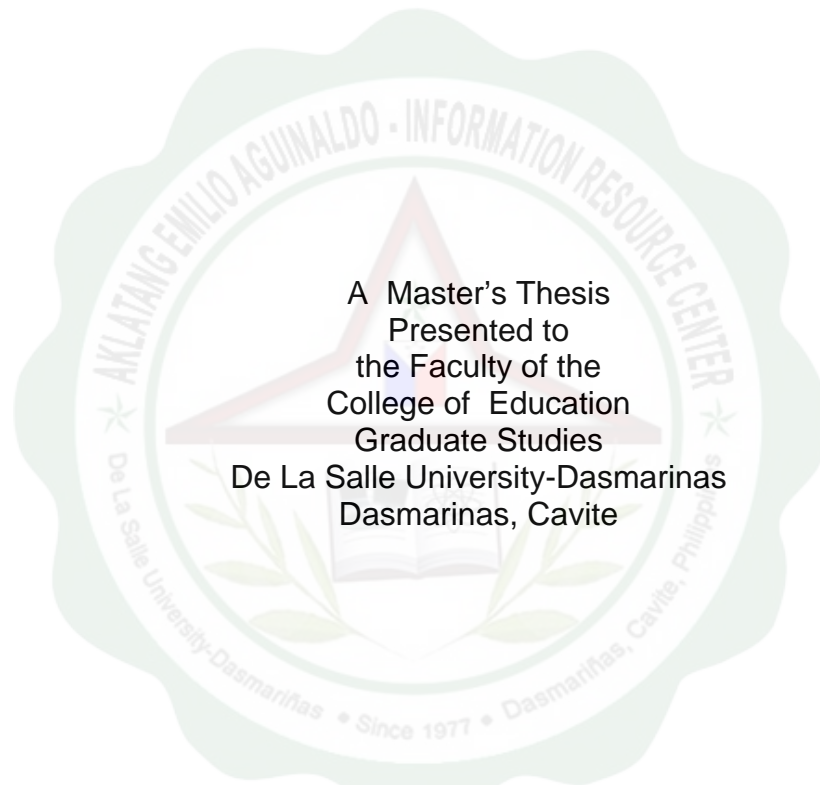 AKLATANG EMILIO AGUINALDO - INFORMATION RESOURCE CENTER
A Master's Thesis
Presented to
the Faculty of the
College of Education
Graduate Studies
De La Salle University-Dasmarinas
Dasmarinas, Cavite
De La Salle University-Dasmariñas • Since 1977 • Dasmariñas, Cavite, Philippines